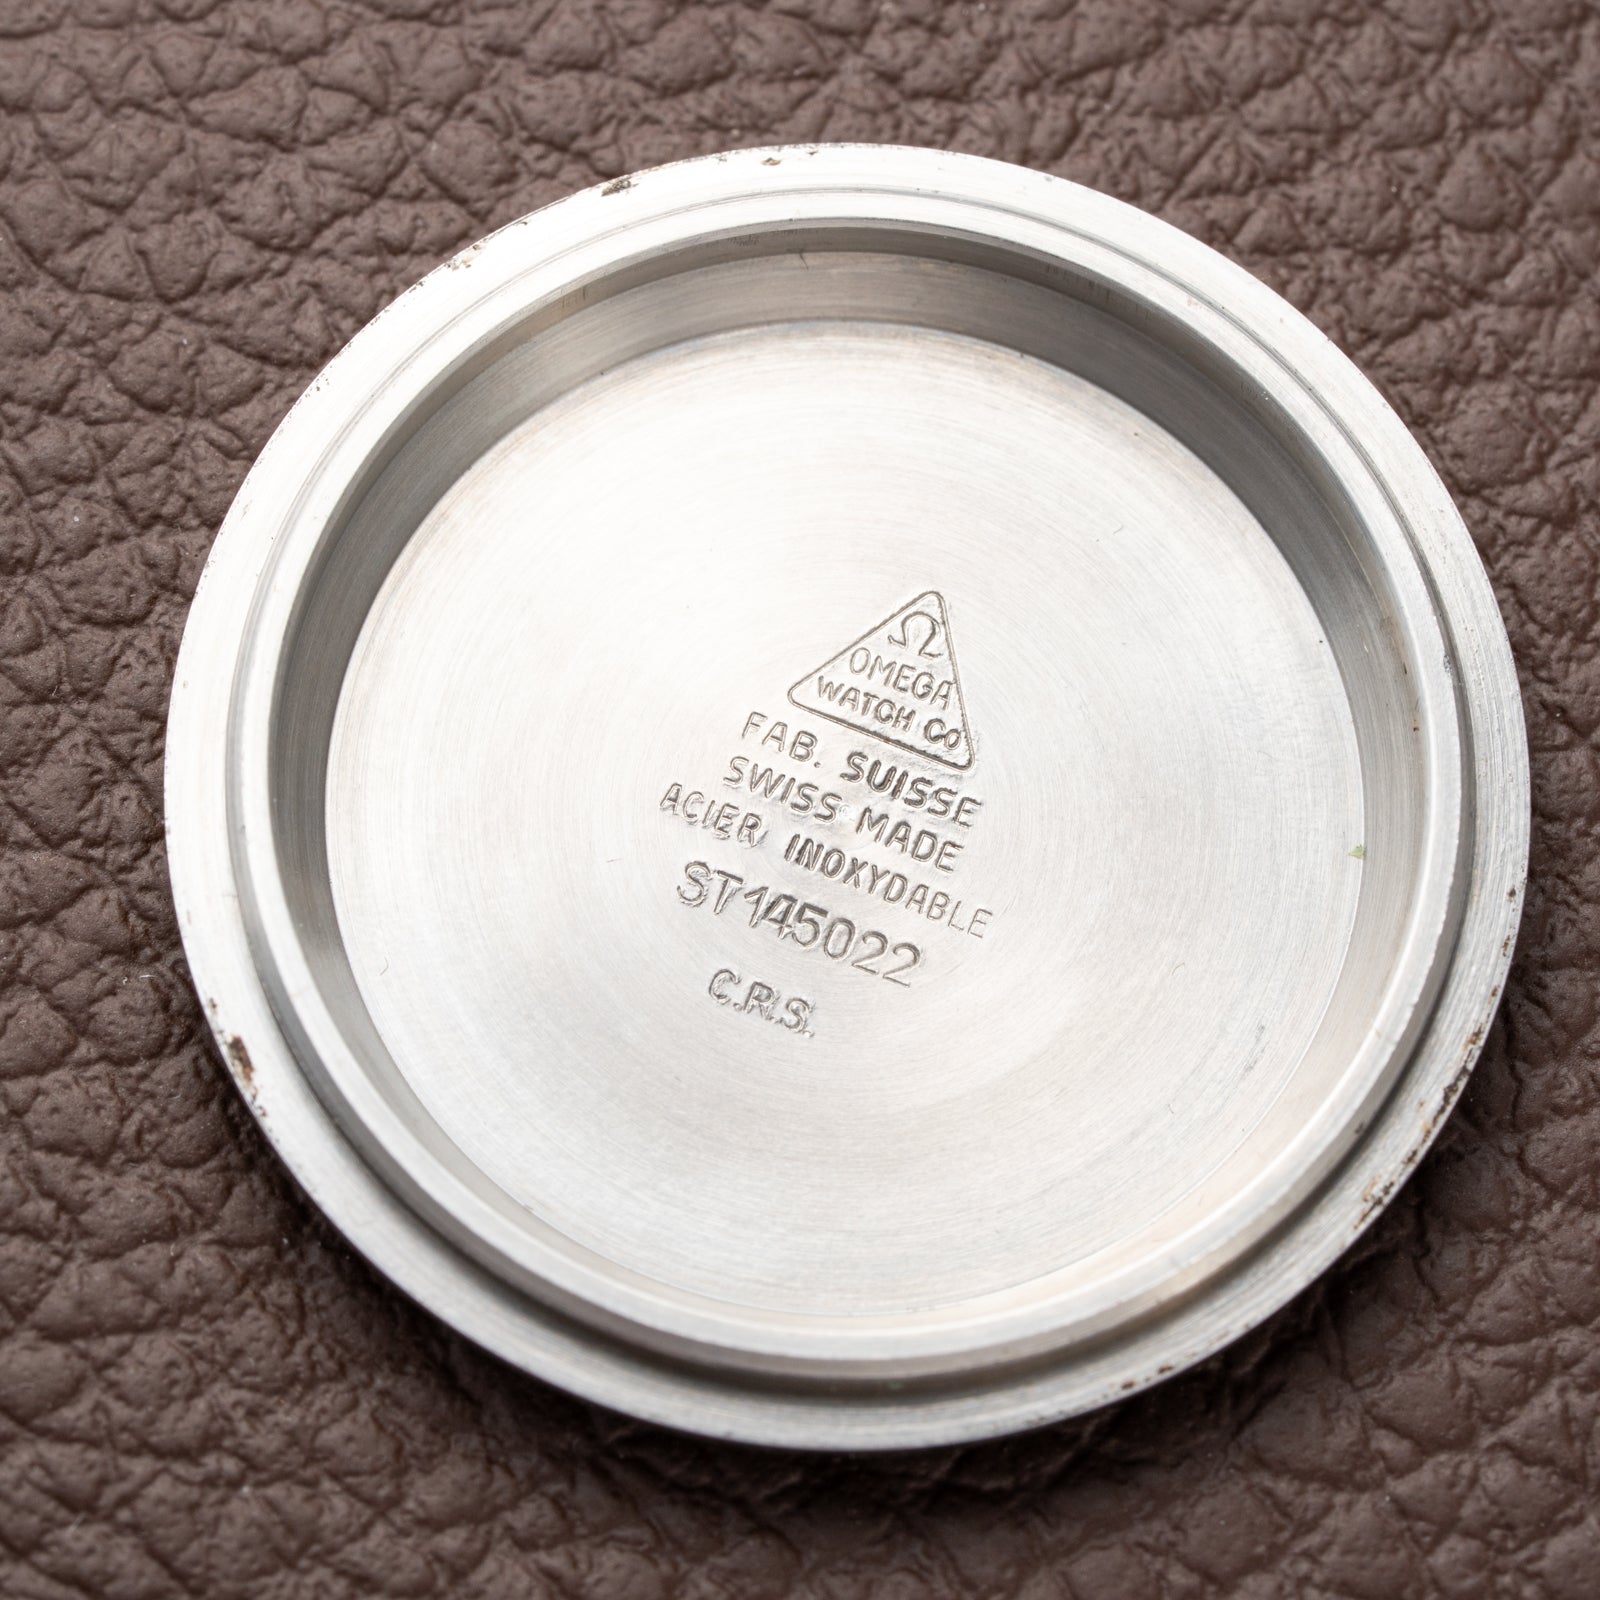 Ω
OMEGA
WATCH CO
FAB. SUISSE
SWISS MADE
ACIER INOXYDABLE
ST145022
C.R.S.